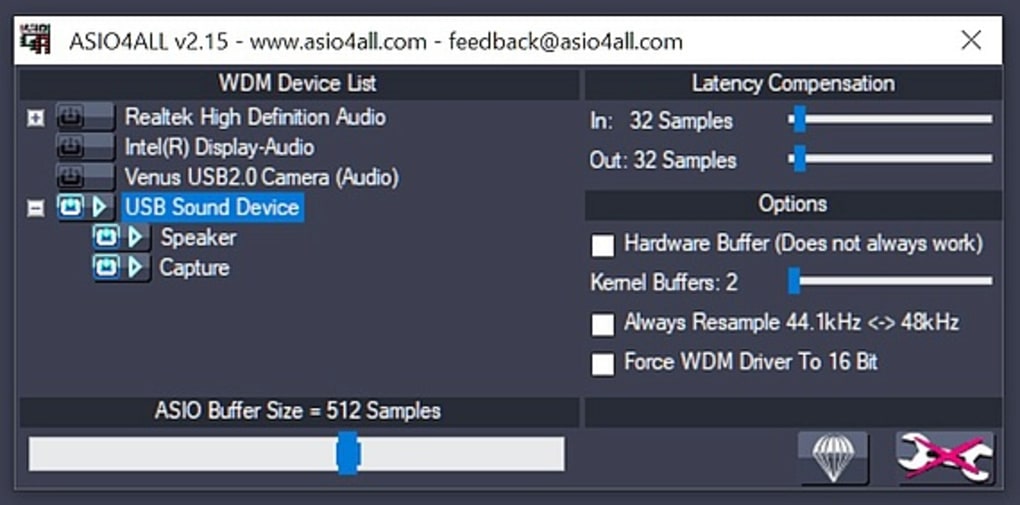 ASIO4ALL v2.15 - www.asio4all.com - feedback@asio4all.com
WDM Device List
Realtek High Definition Audio
Intel(R) Display-Audio
Venus USB2.0 Camera (Audio)
USB Sound Device
Speaker
Capture
ASIO Buffer Size = 512 Samples
Latency Compensation
In: 32 Samples
Out: 32 Samples
Options
Hardware Buffer (Does not always work)
Kernel Buffers: 2
Always Resample 44.1kHz <-> 48kHz
Force WDM Driver To 16 Bit